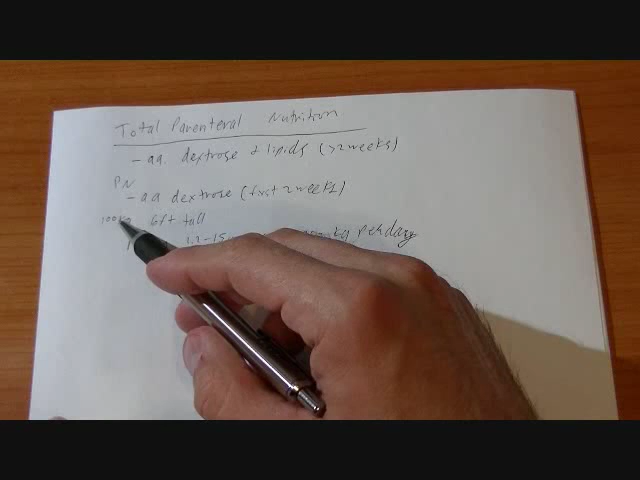 Total Parenteral Nutrition
- aa. dextrose & lipids (>2 weeks)
PN
- aa dextrose (first 2 weeks)
6ft tall
kg per day